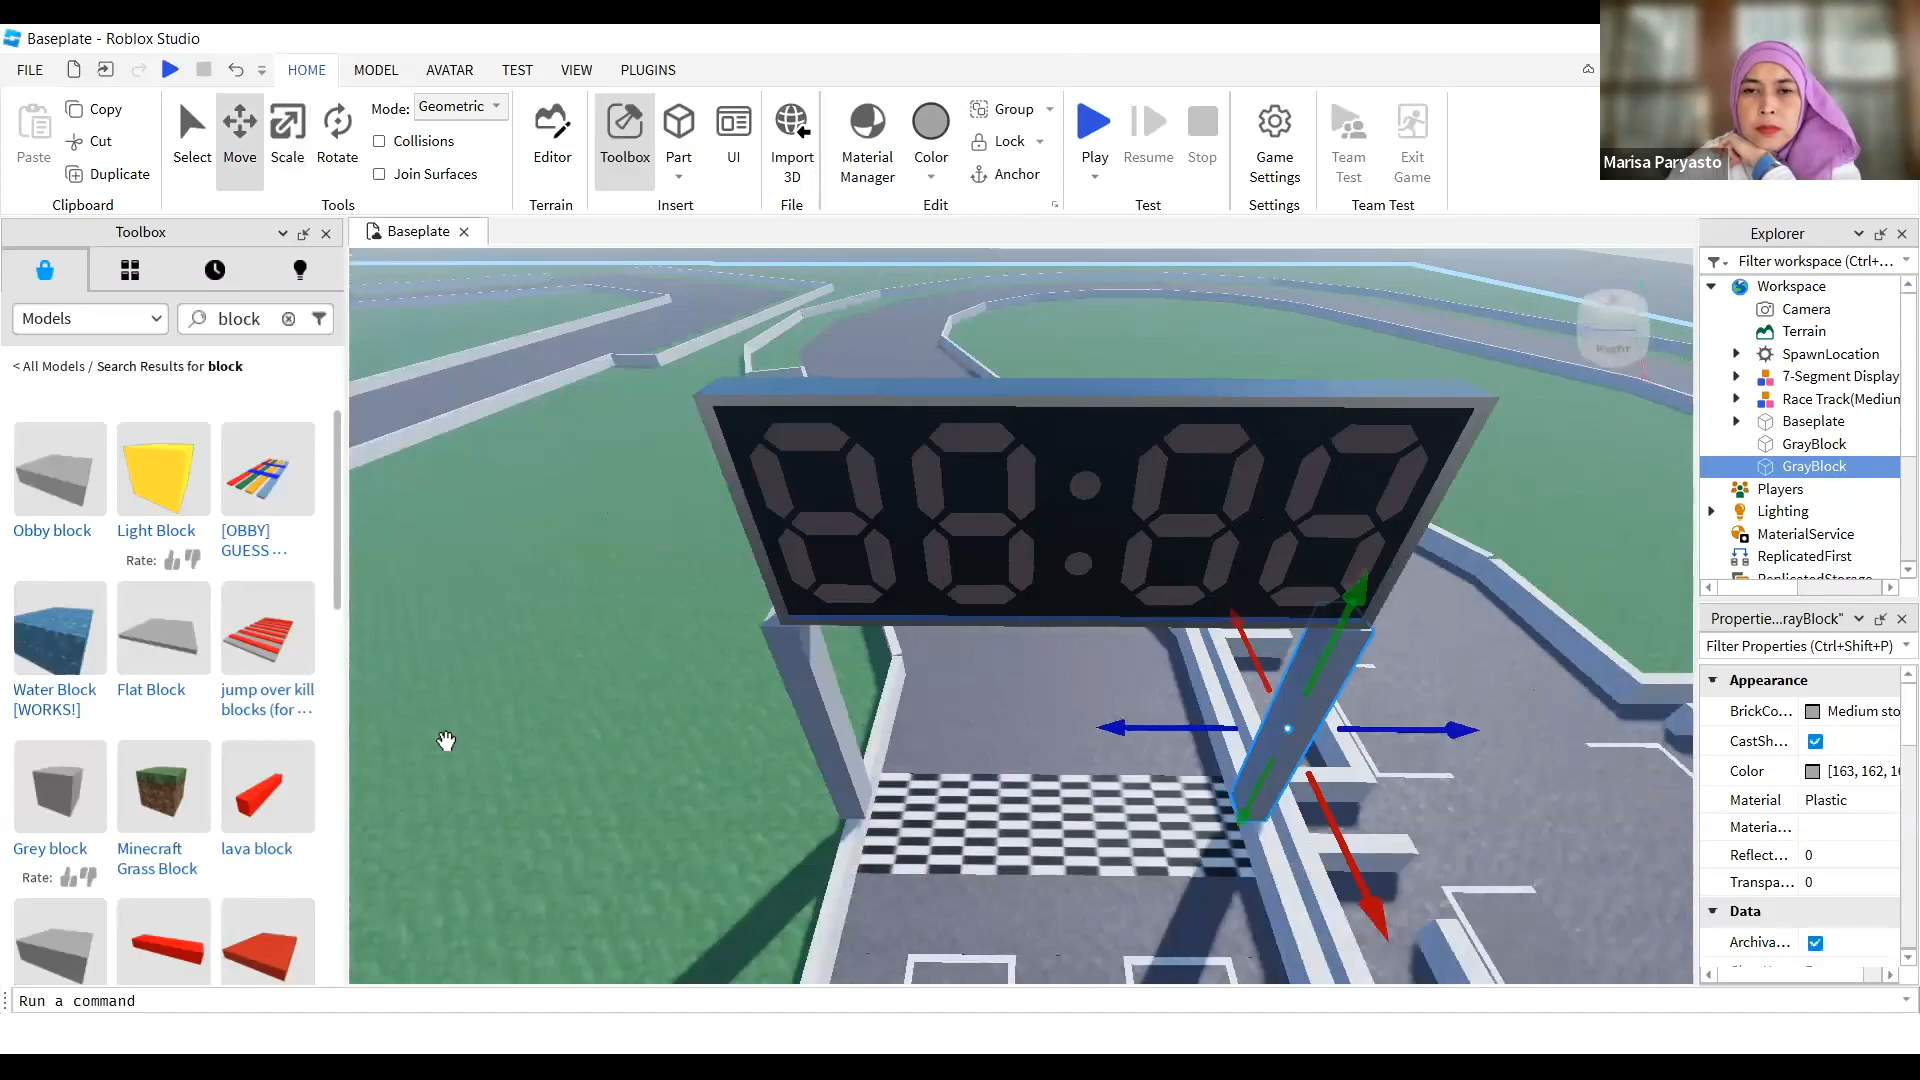 Baseplate - Roblox Studio
FILE
HOME
MODEL
AVATAR
TEST
VIEW
PLUGINS
Paste
Copy
Cut
Duplicate
Clipboard
Select
Move
Scale
Rotate
Mode: Geometric
Collisions
Join Surfaces
Tools
Editor
Terrain
Toolbox
Part
UI
Insert
Import
3D
File
Material
Manager
Color
Group
Lock
Anchor
Edit
Play
Resume
Stop
Test
Game
Settings
Settings
Team
Test
Exit
Game
Team Test
Marisa Paryasto
Toolbox
Models
block
< All Models / Search Results for block
Obby block
Light Block
Rate:
[OBBY]
GUESS ...
Water Block
[WORKS!]
Flat Block
jump over kill
blocks (for ...
Grey block
Rate:
Minecraft
Grass Block
lava block
Baseplate
Right
Explorer
Filter workspace (Ctrl+...
Workspace
Camera
Terrain
SpawnLocation
7-Segment Display
Race Track(Medium
Baseplate
GrayBlock
GrayBlock
Players
Lighting
MaterialService
ReplicatedFirst
ReplicatedStorage
Propertie...rayBlock"
Filter Properties (Ctrl+Shift+P)
Appearance
BrickCo... Medium sto
CastSh...
Color [163, 162, 16
Material Plastic
Materia...
Reflect... 0
Transpa... 0
Data
Archiva...
Run a command